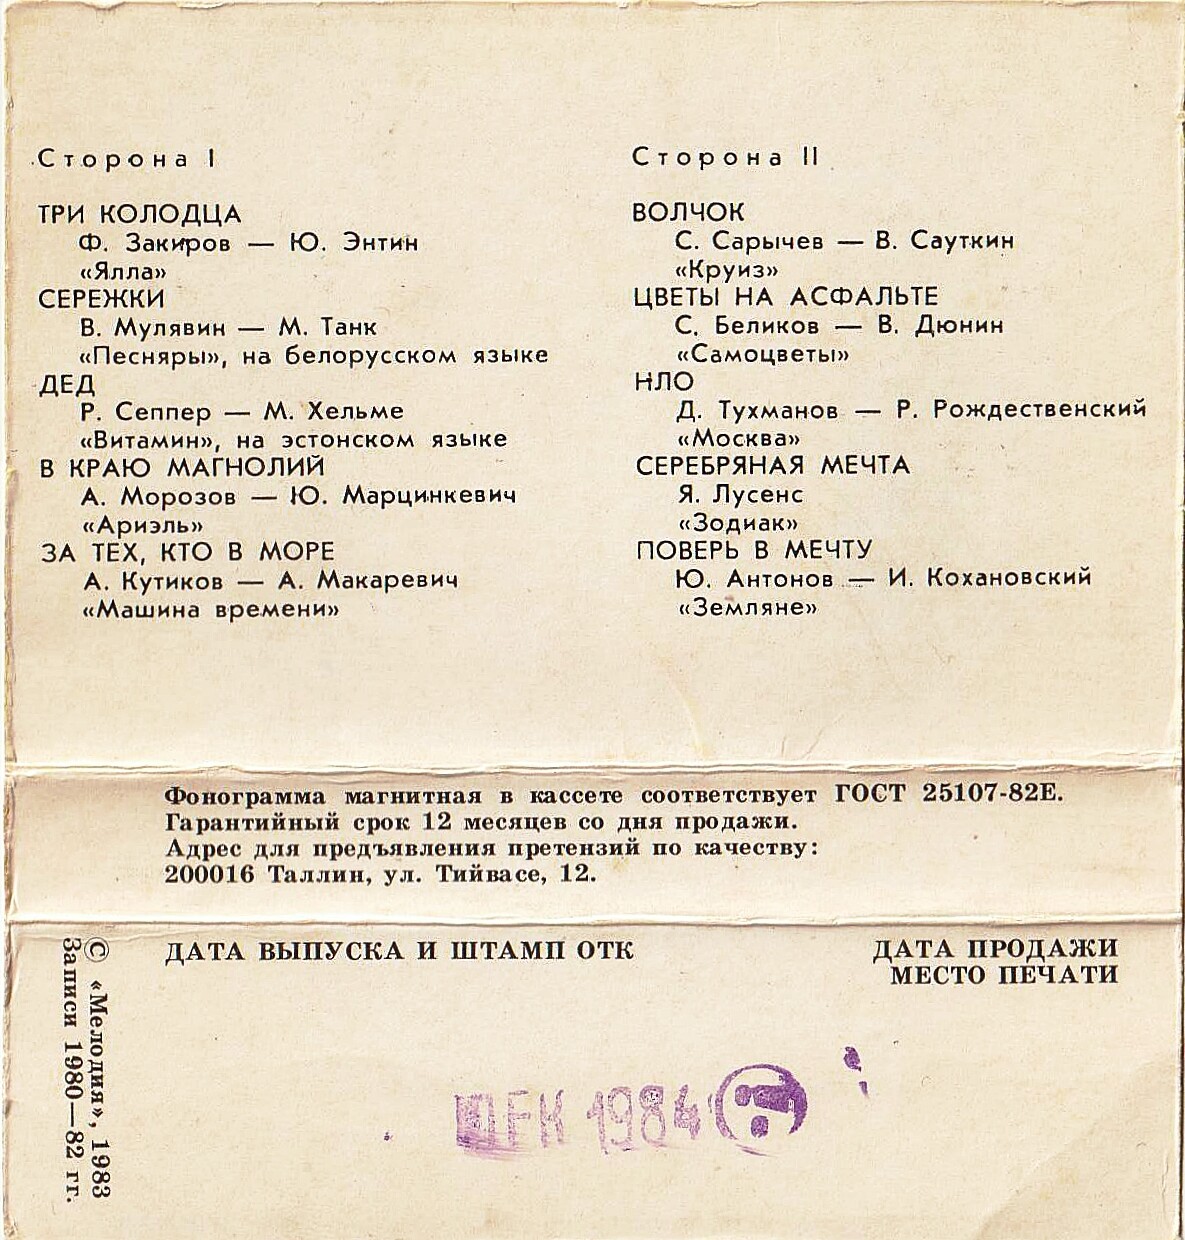 Сторона I
ТРИ КОЛОДЦА
Ф. Закиров — Ю. Энтин
«Ялла»
СЕРЕЖКИ
В. Мулявин — М. Танк
«Песняры», на белорусском языке
ДЕД
Р. Сеппер — М. Хельме
«Витамин», на эстонском языке
В КРАЮ МАГНОЛИЙ
А. Морозов — Ю. Марцинкевич
«Ариэль»
ЗА ТЕХ, КТО В МОРЕ
А. Кутиков — А. Макаревич
«Машина времени»
Сторона II
ВОЛЧОК
С. Сарычев — В. Сауткин
«Круиз»
ЦВЕТЫ НА АСФАЛЬТЕ
С. Беликов — В. Дюнин
«Самоцветы»
НЛО
Д. Тухманов — Р. Рождественский
«Москва»
СЕРЕБРЯНАЯ МЕЧТА
Я. Лусенс
«Зодиак»
ПОВЕРЬ В МЕЧТУ
Ю. Антонов — И. Кохановский
«Земляне»
Фонограмма магнитная в кассете соответствует ГОСТ 25107-82Е.
Гарантийный срок 12 месяцев со дня продажи.
Адрес для предъявления претензий по качеству:
200016 Таллин, ул. Тийвасе, 12.
ДАТА ВЫПУСКА И ШТАМП ОТК
ДАТА ПРОДАЖИ
МЕСТО ПЕЧАТИ
© «Мелодия», 1983
Записи 1980—82 гг.
1984